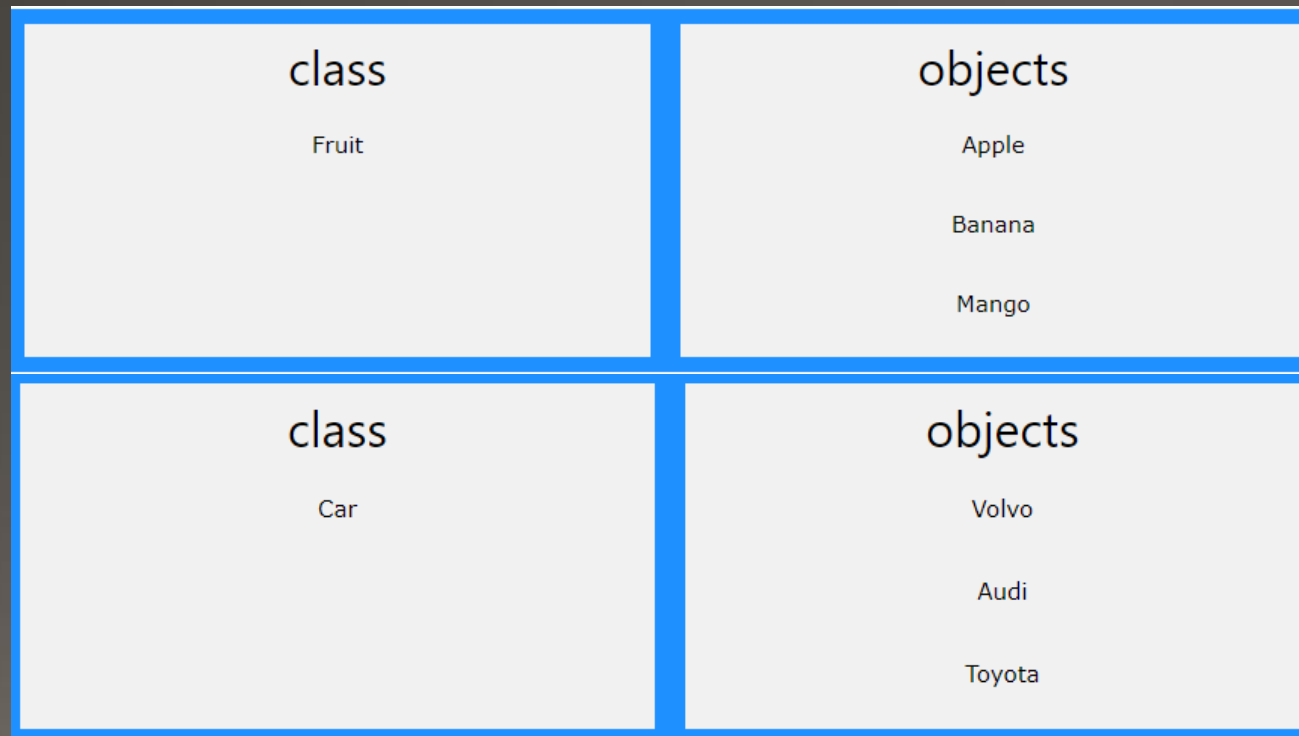 class
Fruit
objects
Apple
Banana
Mango
class
Car
objects
Volvo
Audi
Toyota